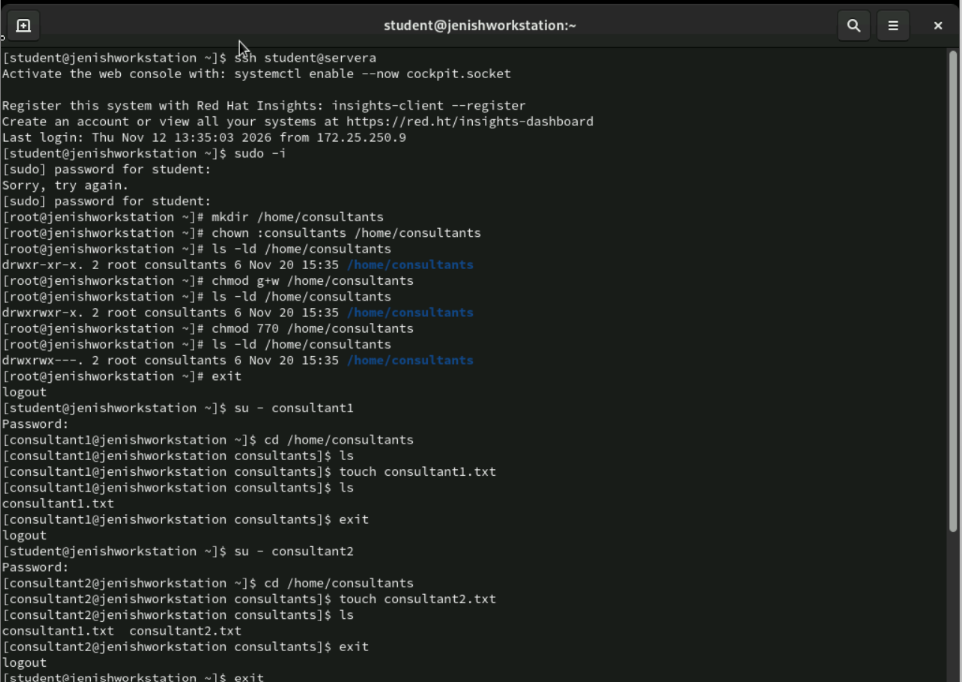 student@jenishworkstation:~
[student@jenishworkstation ~]$ ssh student@servera
Activate the web console with: systemctl enable --now cockpit.socket
Register this system with Red Hat Insights: insights-client --register
Create an account or view all your systems at https://red.ht/insights-dashboard
Last login: Thu Nov 12 13:35:03 2026 from 172.25.250.9
[student@jenishworkstation ~]$ sudo -i
[sudo] password for student:
Sorry, try again.
[sudo] password for student:
[root@jenishworkstation ~]# mkdir /home/consultants
[root@jenishworkstation ~]# chown :consultants /home/consultants
[root@jenishworkstation ~]# ls -ld /home/consultants
drwxr-xr-x. 2 root consultants 6 Nov 20 15:35 /home/consultants
[root@jenishworkstation ~]# chmod g+w /home/consultants
[root@jenishworkstation ~]# ls -ld /home/consultants
drwxrwxr-x. 2 root consultants 6 Nov 20 15:35 /home/consultants
[root@jenishworkstation ~]# chmod 770 /home/consultants
[root@jenishworkstation ~]# ls -ld /home/consultants
drwxrwx---. 2 root consultants 6 Nov 20 15:35 /home/consultants
[root@jenishworkstation ~]# exit
logout
[student@jenishworkstation ~]$ su - consultant1
Password:
[consultant1@jenishworkstation ~]$ cd /home/consultants
[consultant1@jenishworkstation consultants]$ ls
[consultant1@jenishworkstation consultants]$ touch consultant1.txt
[consultant1@jenishworkstation consultants]$ ls
consultant1.txt
[consultant1@jenishworkstation consultants]$ exit
logout
[student@jenishworkstation ~]$ su - consultant2
Password:
[consultant2@jenishworkstation ~]$ cd /home/consultants
[consultant2@jenishworkstation consultants]$ touch consultant2.txt
[consultant2@jenishworkstation consultants]$ ls
consultant1.txt  consultant2.txt
[consultant2@jenishworkstation consultants]$ exit
logout
[student@jenishworkstation ~]$ exit